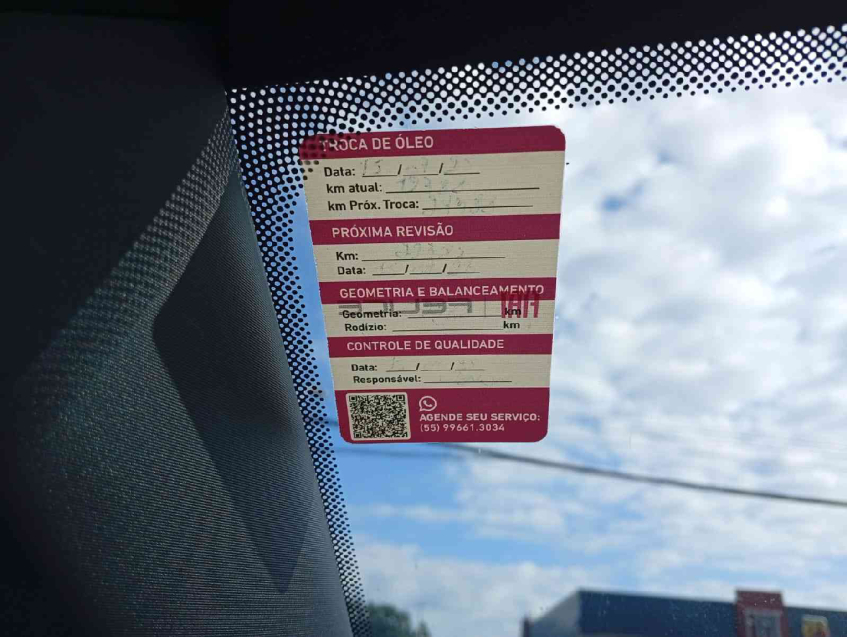 TROCA DE ÓLEO
Data: / /
km atual:
km Próx. Troca:
PRÓXIMA REVISÃO
Km:
Data: / /
GEOMETRIA E BALANCEAMENTO
Geometria: km
Rodízio: km
CONTROLE DE QUALIDADE
Data: / /
Responsável:
AGENDE SEU SERVIÇO:
(55) 99661.3034